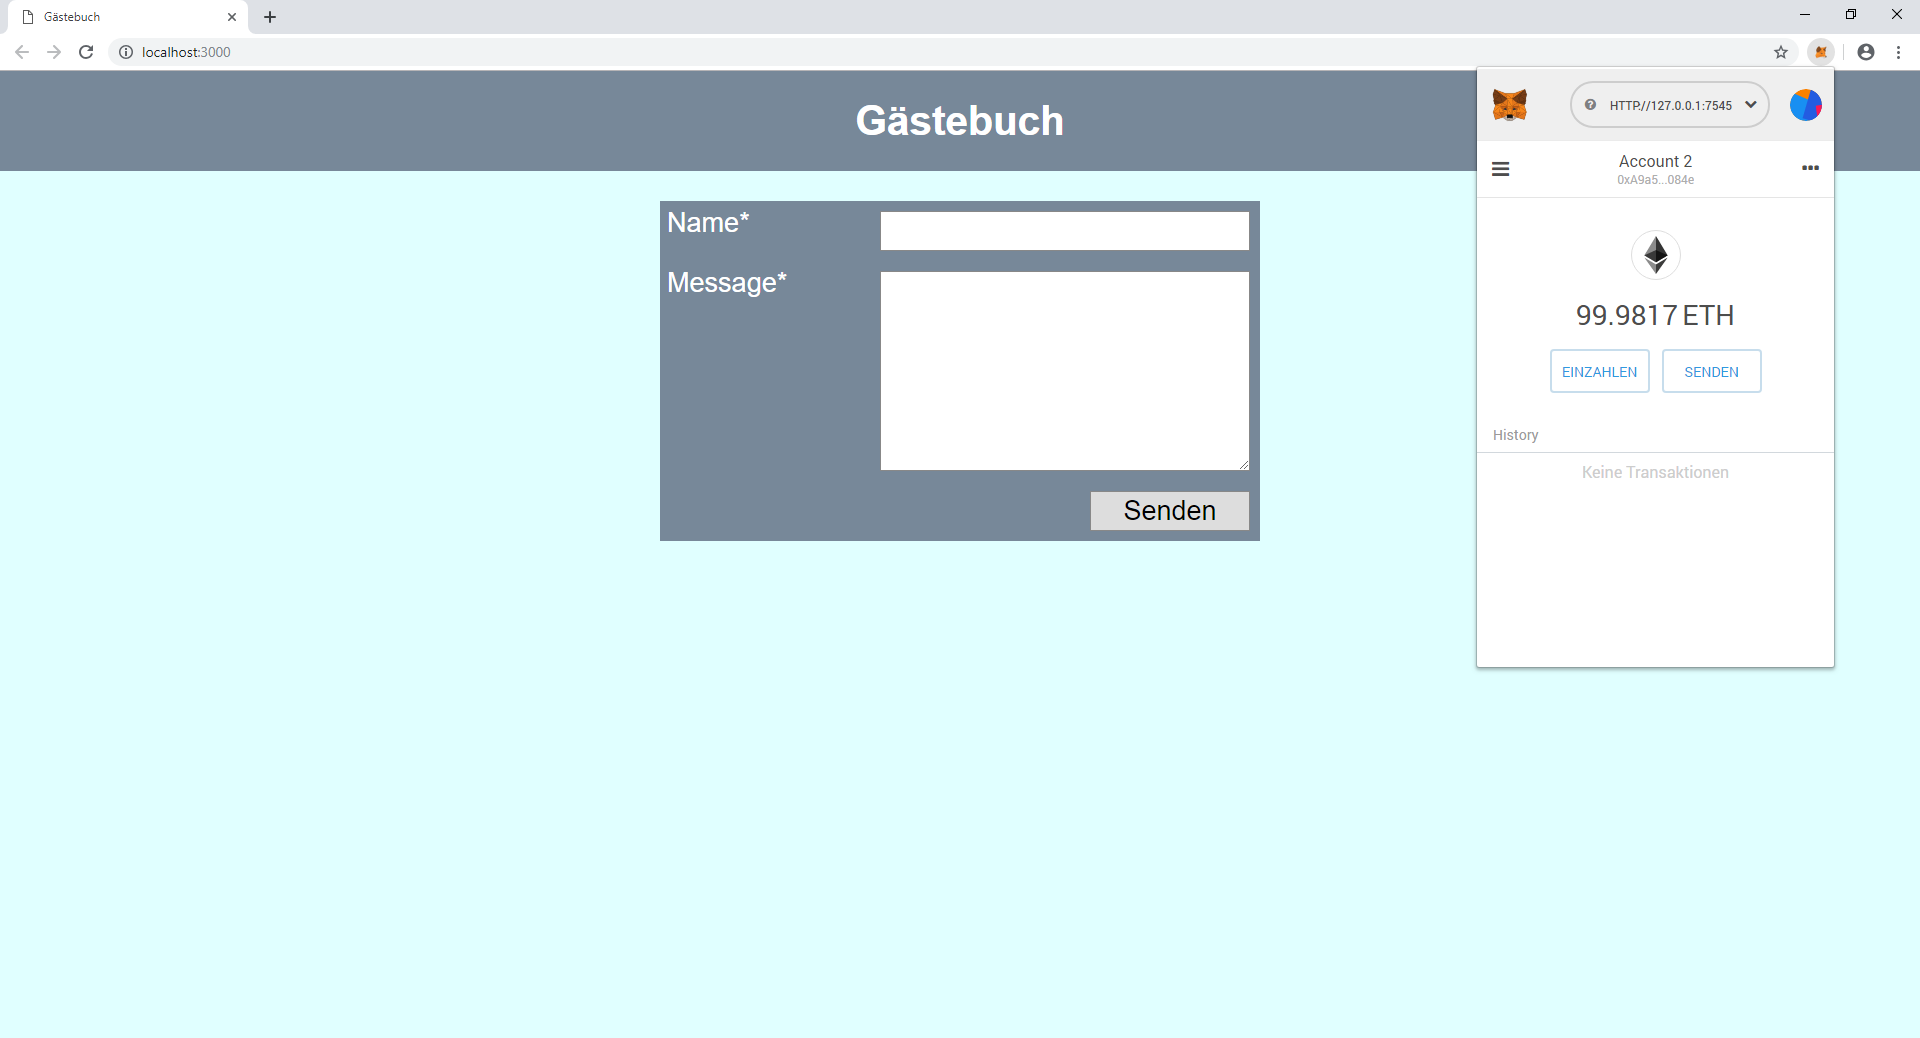 Gästebuch
localhost:3000
Gästebuch
Name*
Message*
Senden
HTTP://127.0.0.1:7545
Account 2
0xA9a5...084e
99.9817 ETH
EINZAHLEN
SENDEN
History
Keine Transaktionen